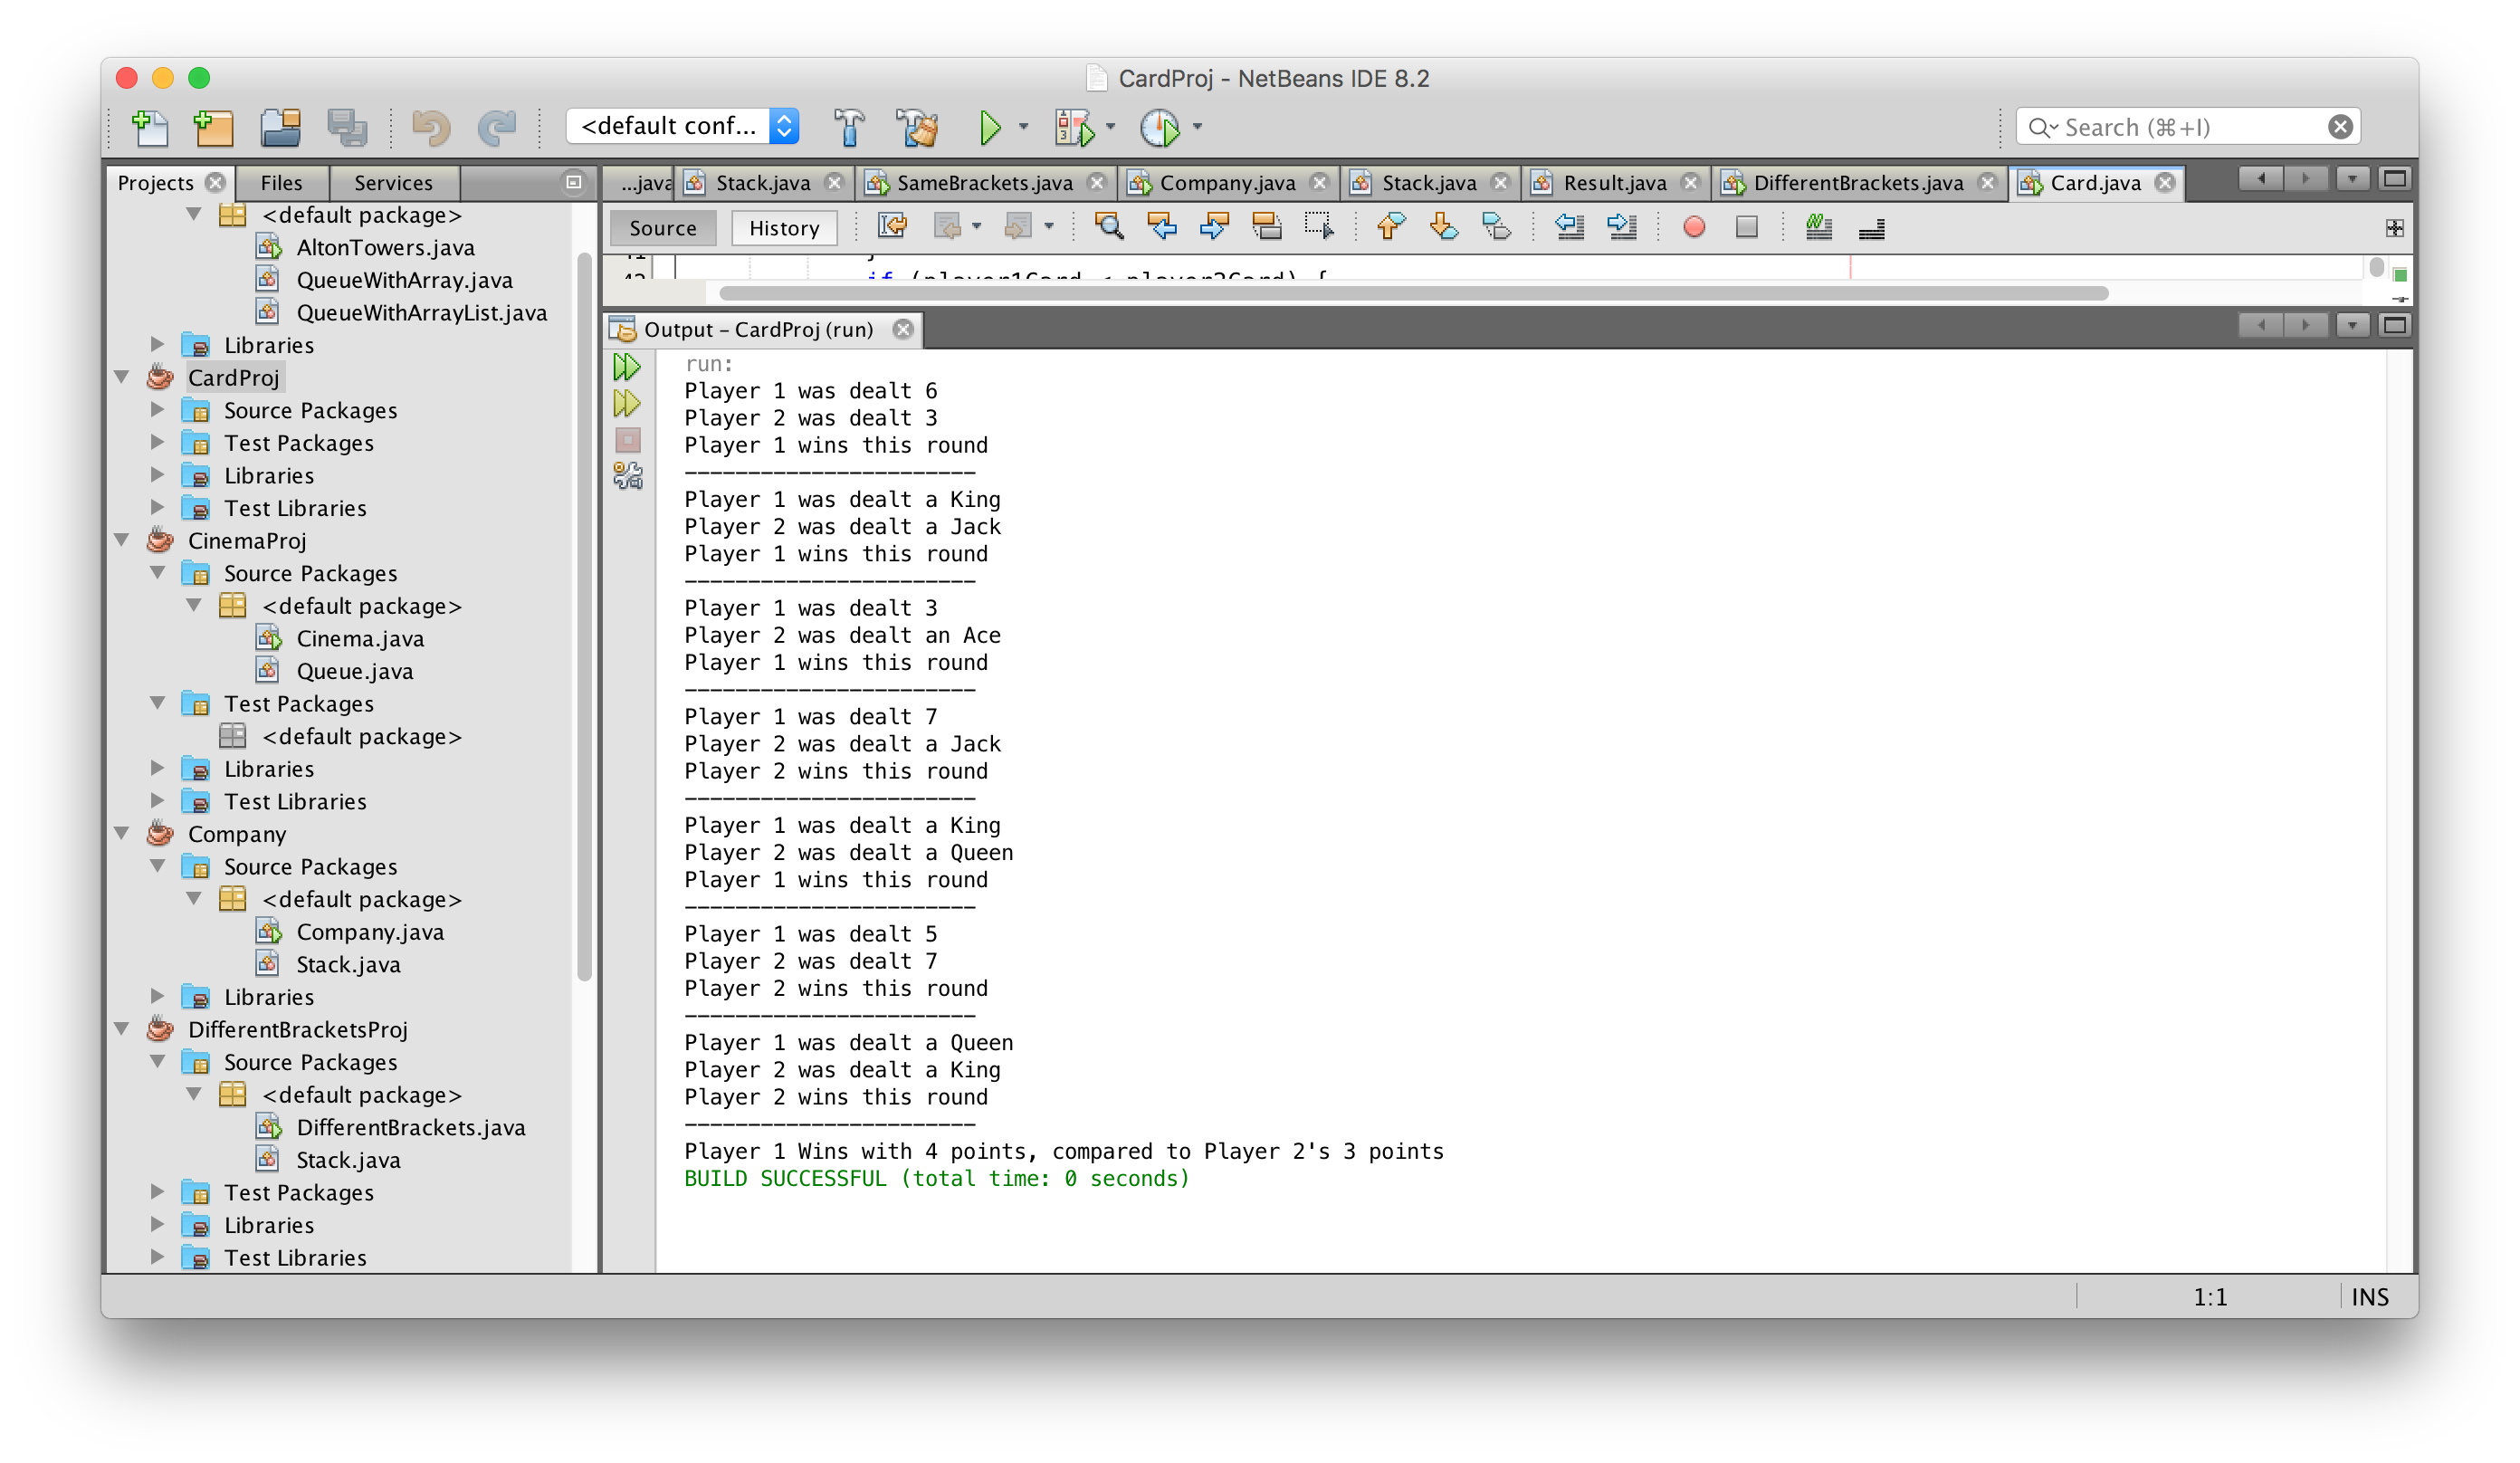 CardProj - NetBeans IDE 8.2
<default conf...
Search (⌘+I)
Projects Files Services
...java Stack.java SameBrackets.java Company.java Stack.java Result.java DifferentBrackets.java Card.java
Source History
<default package>
AltonTowers.java
QueueWithArray.java
QueueWithArrayList.java
Libraries
CardProj
Source Packages
Test Packages
Libraries
Test Libraries
CinemaProj
Source Packages
<default package>
Cinema.java
Queue.java
Test Packages
<default package>
Libraries
Test Libraries
Company
Source Packages
<default package>
Company.java
Stack.java
Libraries
DifferentBracketsProj
Source Packages
<default package>
DifferentBrackets.java
Stack.java
Test Packages
Libraries
Test Libraries
if (player1Card < player2Card) {
Output – CardProj (run)
run:
Player 1 was dealt 6
Player 2 was dealt 3
Player 1 wins this round
-----------------------
Player 1 was dealt a King
Player 2 was dealt a Jack
Player 1 wins this round
-----------------------
Player 1 was dealt 3
Player 2 was dealt an Ace
Player 1 wins this round
-----------------------
Player 1 was dealt 7
Player 2 was dealt a Jack
Player 2 wins this round
-----------------------
Player 1 was dealt a King
Player 2 was dealt a Queen
Player 1 wins this round
-----------------------
Player 1 was dealt 5
Player 2 was dealt 7
Player 2 wins this round
-----------------------
Player 1 was dealt a Queen
Player 2 was dealt a King
Player 2 wins this round
-----------------------
Player 1 Wins with 4 points, compared to Player 2's 3 points
BUILD SUCCESSFUL (total time: 0 seconds)
1:1 INS